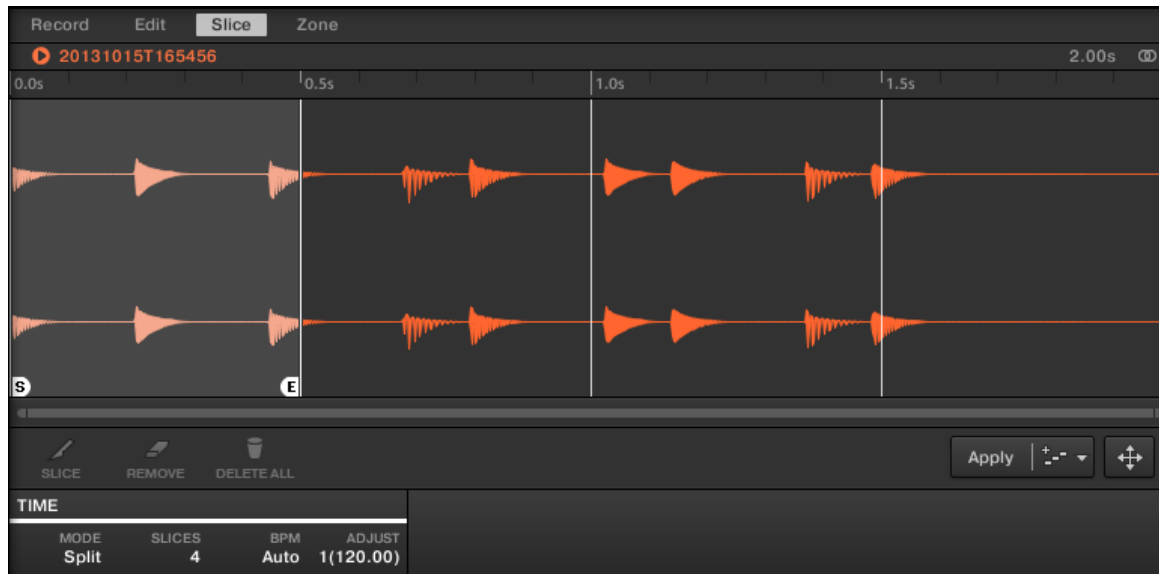 Record Edit Slice Zone
20131015T165456 2.00s
0.0s 0.5s 1.0s 1.5s
S E
SLICE REMOVE DELETE ALL Apply
TIME
MODE SLICES BPM ADJUST
Split 4 Auto 1(120.00)